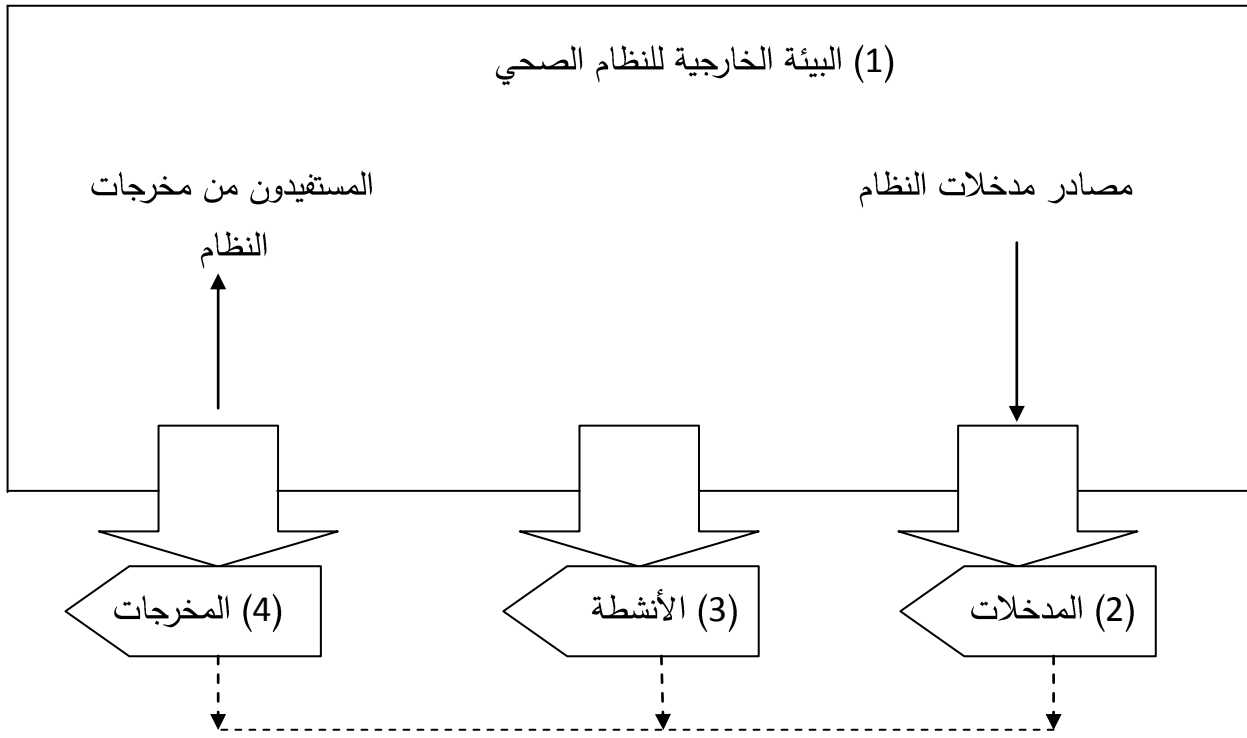 (1) البيئة الخارجية للنظام الصحي
مصادر مدخلات النظام
المستفيدون من مخرجات
النظام
(2) المدخلات
(3) الأنشطة
(4) المخرجات